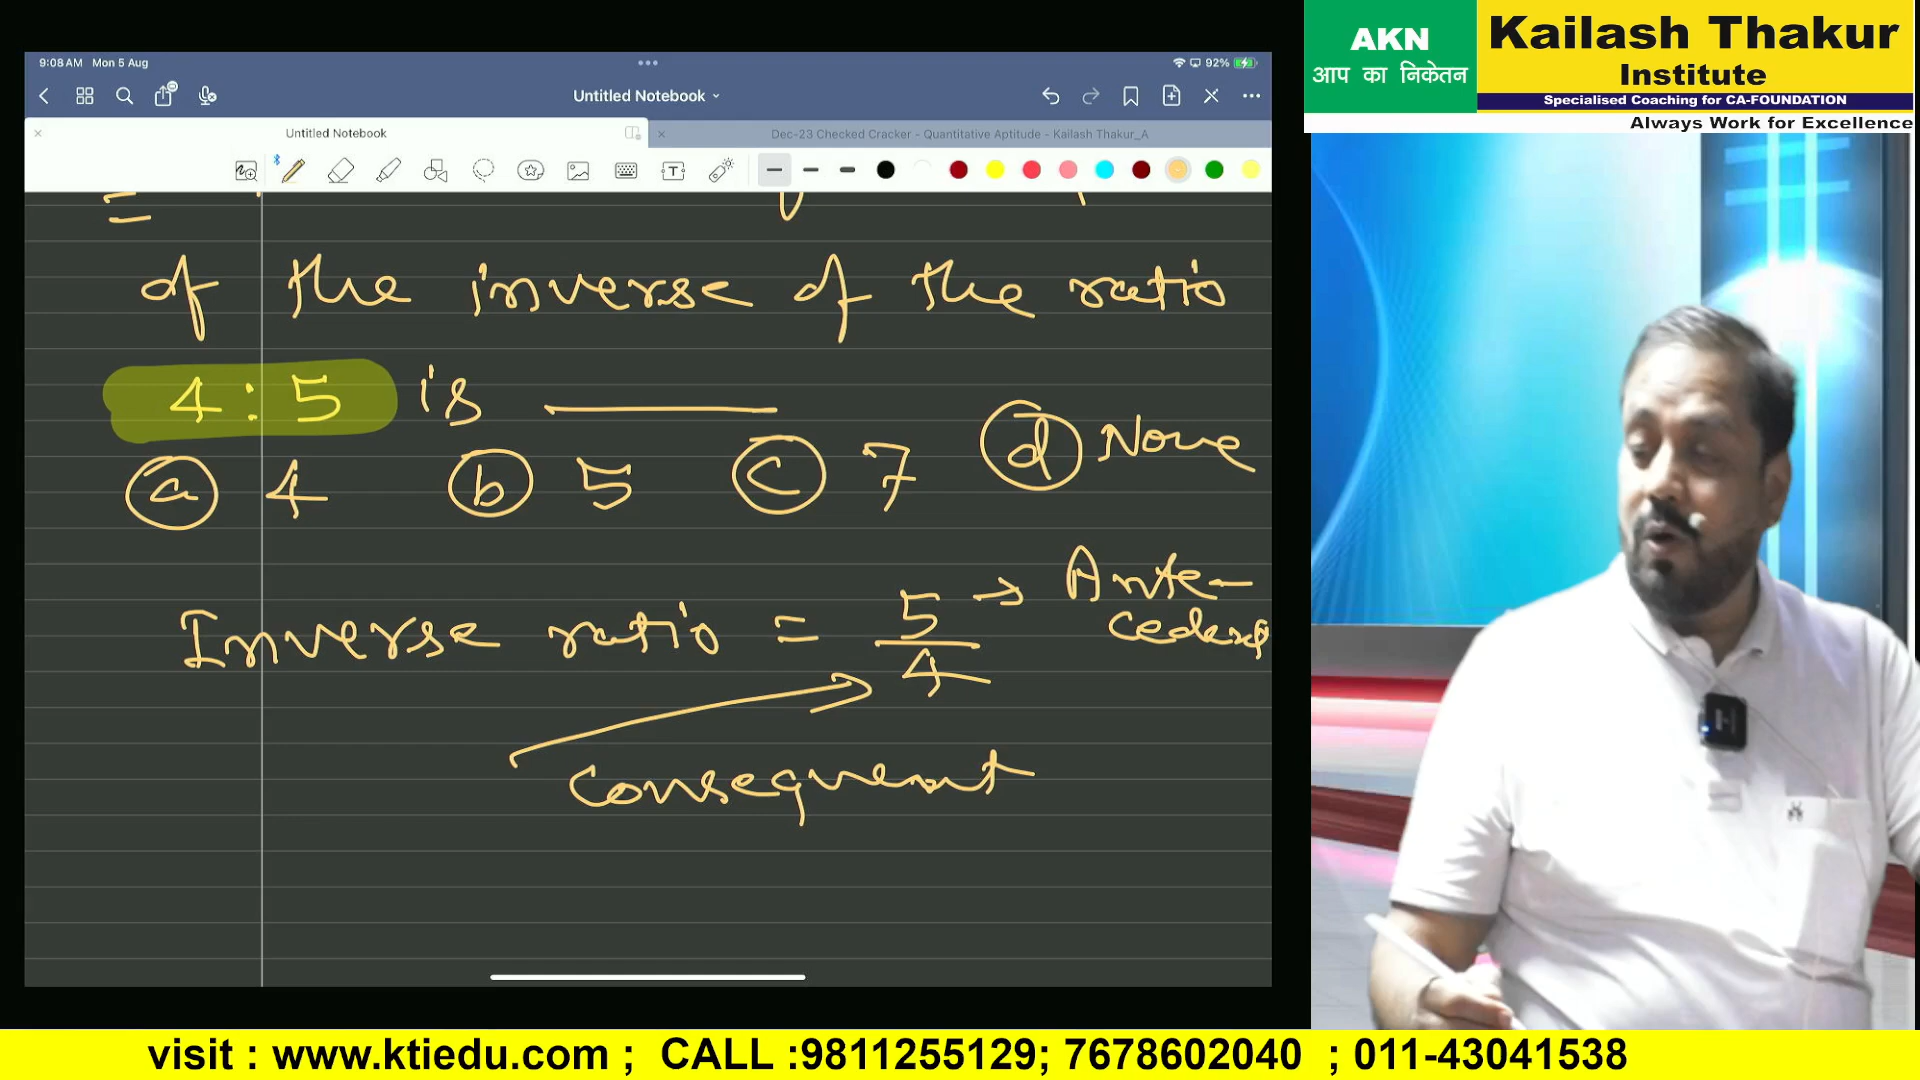 9:08 AM Mon 5 Aug
92%
Untitled Notebook
Untitled Notebook
Dec-23 Checked Cracker - Quantitative Aptitude - Kailash Thakur_A
of the inverse of the ratio
4 : 5 is
a 4 b 5 c 7 d None
Inverse ratio = 5/4 → Ante-
cedent
Consequent
AKN
आप का निकेतन
Kailash Thakur
Institute
Specialised Coaching for CA-FOUNDATION
Always Work for Excellence
visit : www.ktiedu.com ; CALL :9811255129; 7678602040 ; 011-43041538